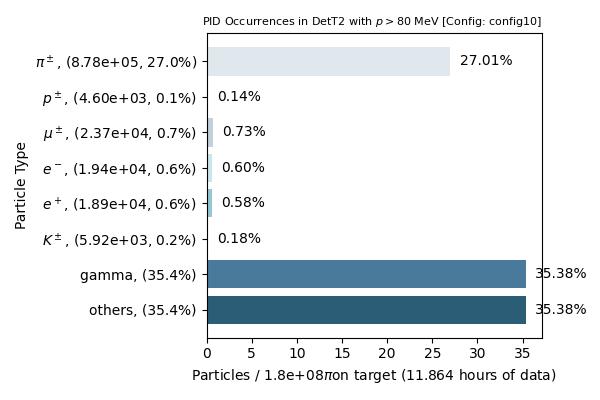 PID Occurrences in DetT2 with p > 80 MeV [Config: config10]
π±, (8.78e+05, 27.0%)
27.01%
p±, (4.60e+03, 0.1%)
0.14%
μ±, (2.37e+04, 0.7%)
0.73%
e−, (1.94e+04, 0.6%)
0.60%
e+, (1.89e+04, 0.6%)
0.58%
K±, (5.92e+03, 0.2%)
0.18%
gamma, (35.4%)
35.38%
others, (35.4%)
35.38%
Particle Type
0 5 10 15 20 25 30 35
Particles / 1.8e+08πon target (11.864 hours of data)